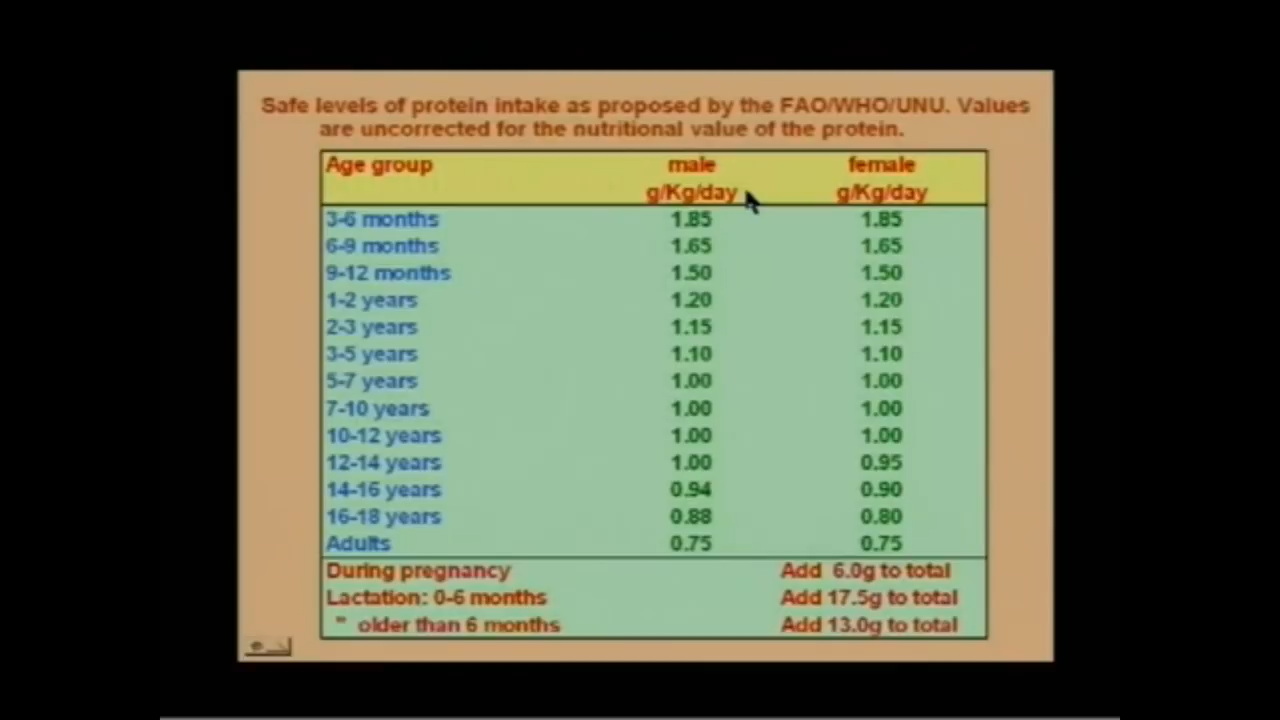 Safe levels of protein intake as proposed by the FAO/WHO/UNU. Values
are uncorrected for the nutritional value of the protein.
Age group male female
g/Kg/day g/Kg/day
3-6 months 1.85 1.85
6-9 months 1.65 1.65
9-12 months 1.50 1.50
1-2 years 1.20 1.20
2-3 years 1.15 1.15
3-5 years 1.10 1.10
5-7 years 1.00 1.00
7-10 years 1.00 1.00
10-12 years 1.00 1.00
12-14 years 1.00 0.95
14-16 years 0.94 0.90
16-18 years 0.88 0.80
Adults 0.75 0.75
During pregnancy Add 6.0g to total
Lactation: 0-6 months Add 17.5g to total
" older than 6 months Add 13.0g to total